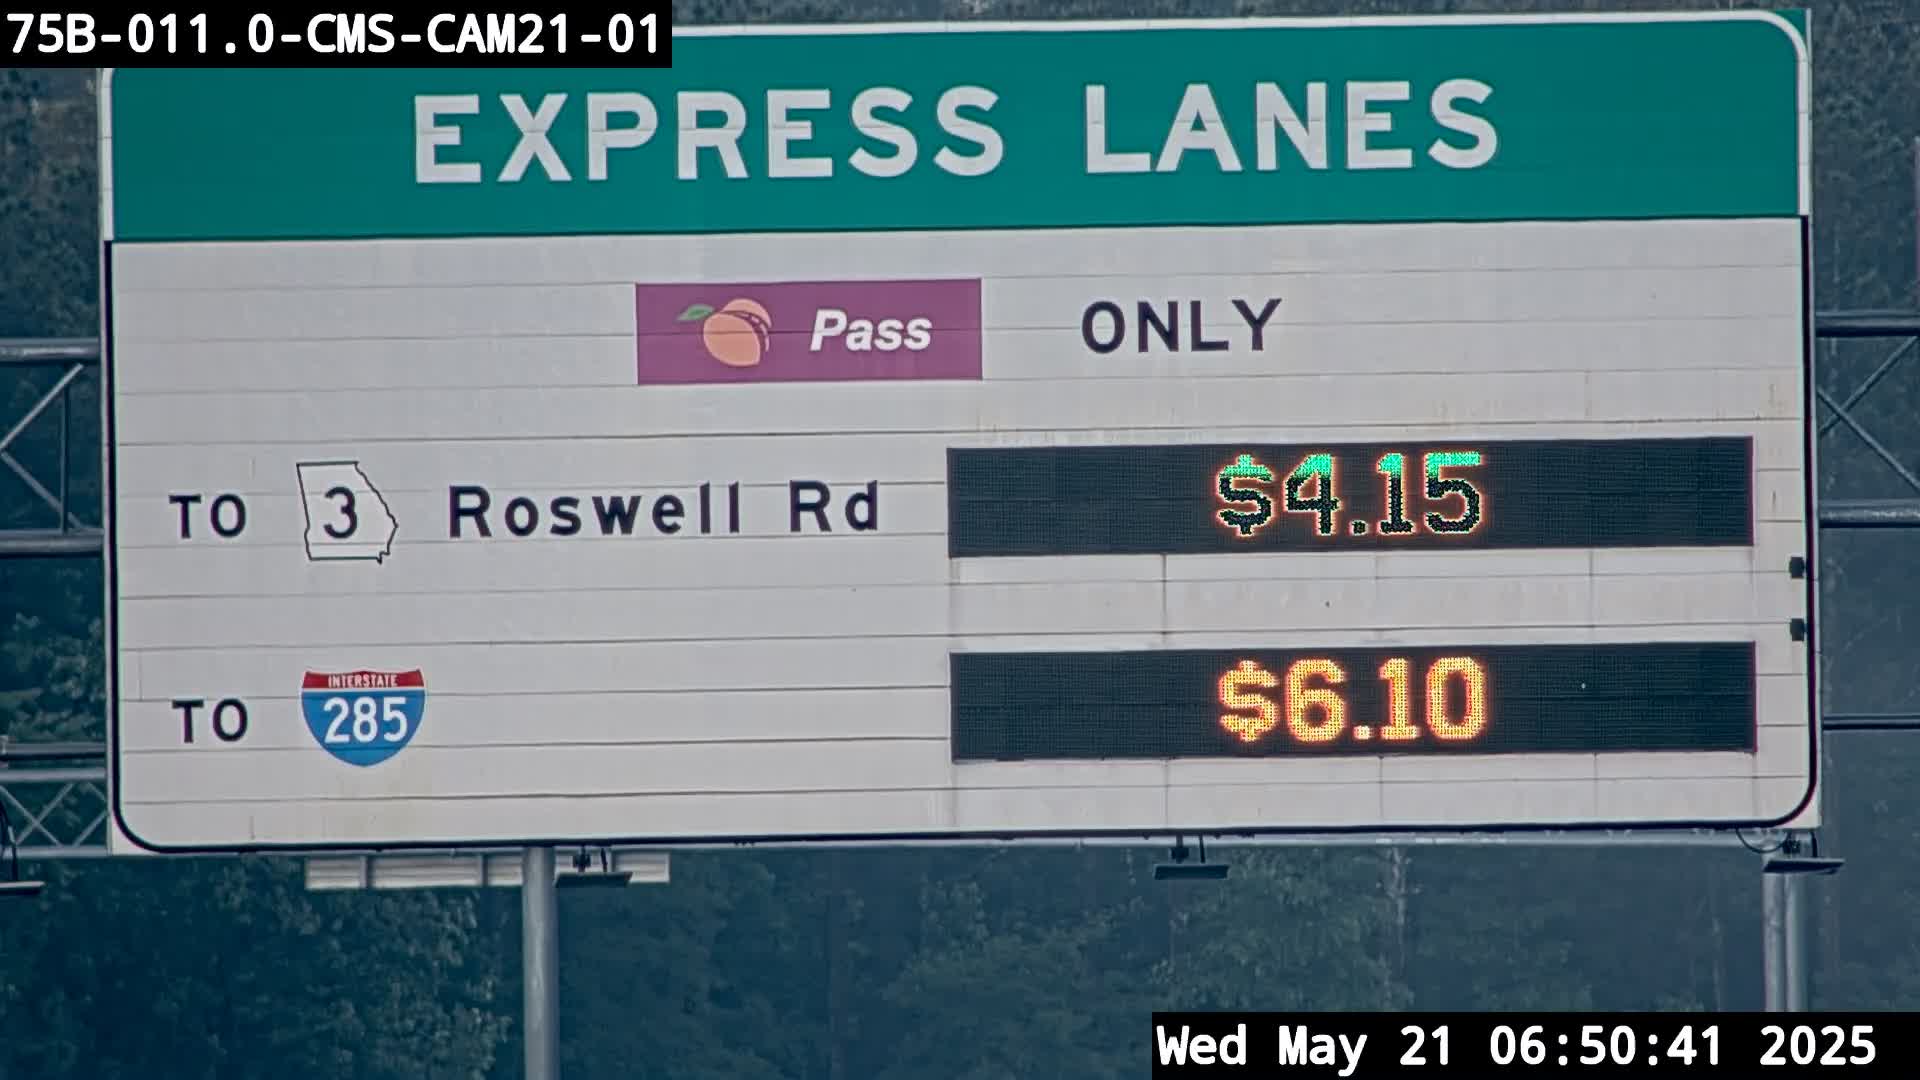 75B-011.0-CMS-CAM21-01
EXPRESS LANES
Pass ONLY
TO 3 Roswell Rd $4.15
TO INTERSTATE 285 $6.10
Wed May 21 06:50:41 2025